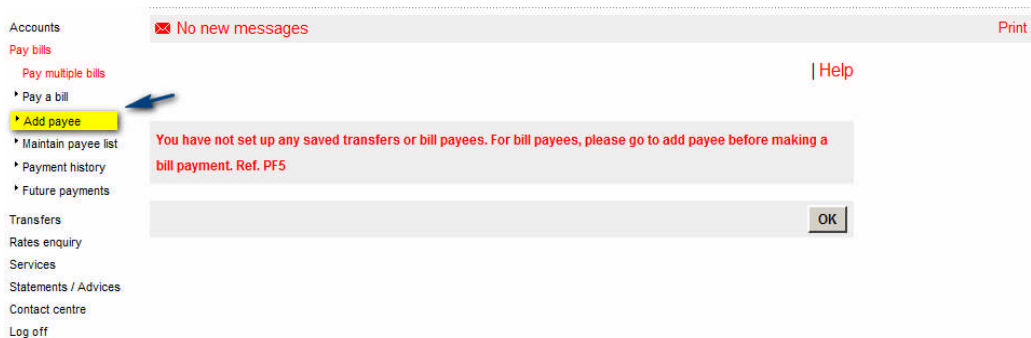 Accounts
Pay bills
Pay multiple bills
Pay a bill
Add payee
Maintain payee list
Payment history
Future payments
Transfers
Rates enquiry
Services
Statements / Advices
Contact centre
Log off
No new messages
Print
| Help
You have not set up any saved transfers or bill payees. For bill payees, please go to add payee before making a
bill payment. Ref. PF5
OK